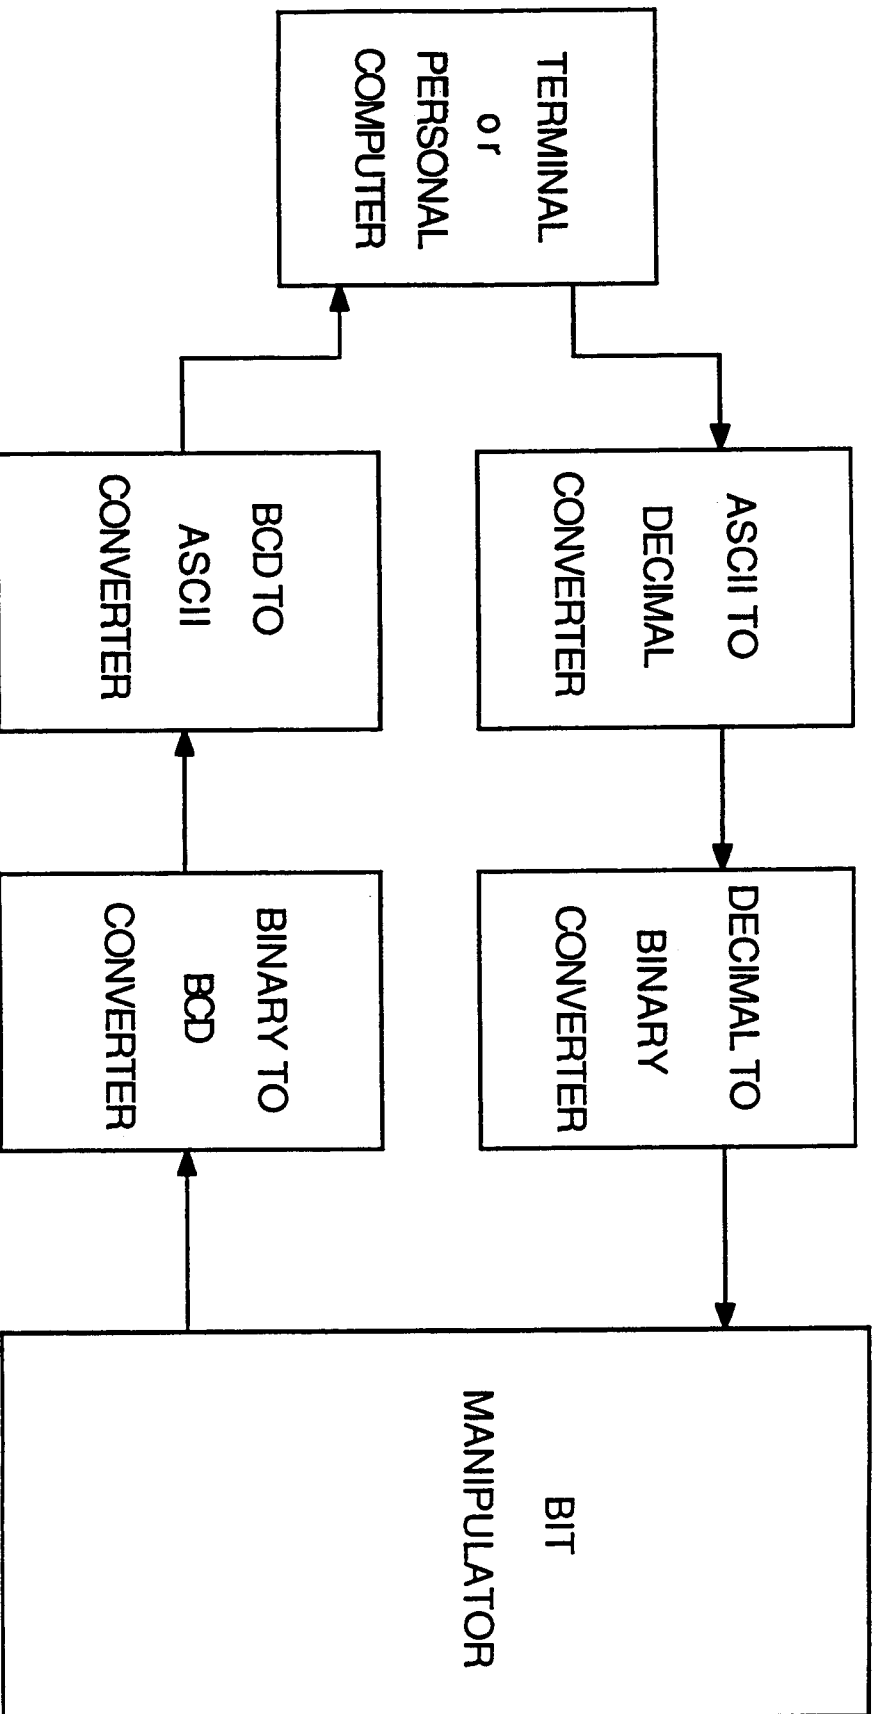 TERMINAL
or
PERSONAL
COMPUTER
ASCII TO
DECIMAL
CONVERTER
DECIMAL TO
BINARY
CONVERTER
BIT
MANIPULATOR
BINARY TO
BCD
CONVERTER
BCD TO
ASCII
CONVERTER